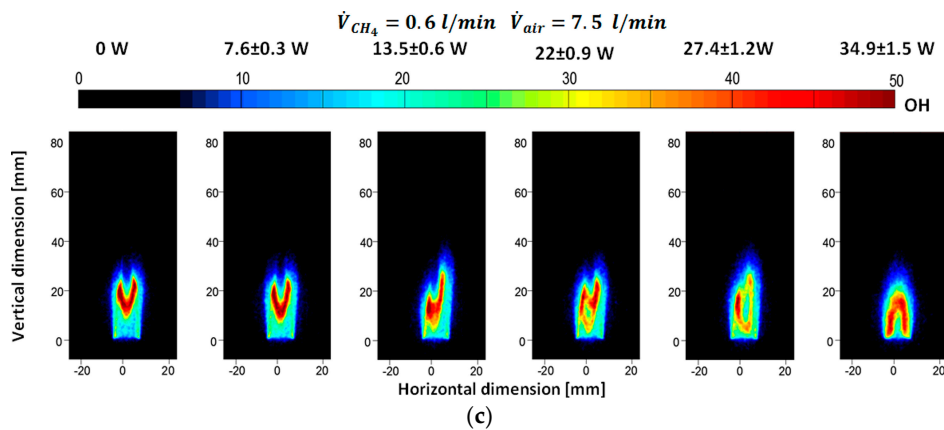 V̇CH4 = 0.6 l/min V̇air = 7.5 l/min
0 W 7.6±0.3 W 13.5±0.6 W 22±0.9 W 27.4±1.2W 34.9±1.5 W
0 10 20 30 40 50
OH
Vertical dimension [mm]
80 80 80 80 80 80
60 60 60 60 60 60
40 40 40 40 40 40
20 20 20 20 20 20
0 0 0 0 0 0
-20 0 20 -20 0 20 -20 0 20 -20 0 20 -20 0 20 -20 0 20
Horizontal dimension [mm]
(c)